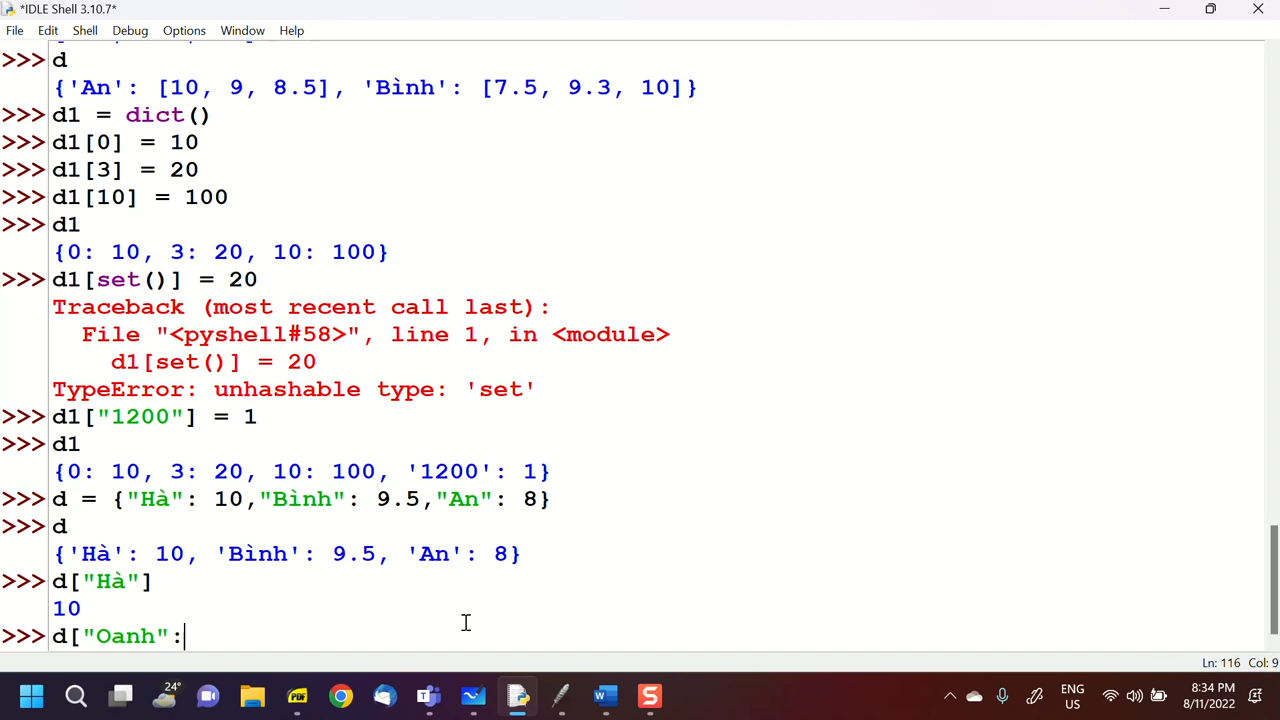 *IDLE Shell 3.10.7*
File Edit Shell Debug Options Window Help
>>> d
{'An': [10, 9, 8.5], 'Bình': [7.5, 9.3, 10]}
>>> d1 = dict()
>>> d1[0] = 10
>>> d1[3] = 20
>>> d1[10] = 100
>>> d1
{0: 10, 3: 20, 10: 100}
>>> d1[set()] = 20
Traceback (most recent call last):
File "<pyshell#58>", line 1, in <module>
d1[set()] = 20
TypeError: unhashable type: 'set'
>>> d1["1200"] = 1
>>> d1
{0: 10, 3: 20, 10: 100, '1200': 1}
>>> d = {"Hà": 10,"Bình": 9.5,"An": 8}
>>> d
{'Hà': 10, 'Bình': 9.5, 'An': 8}
>>> d["Hà"]
10
>>> d["Oanh":
Ln: 116 Col: 9
24°
PDF
ENG
US
8:34 PM
8/11/2022